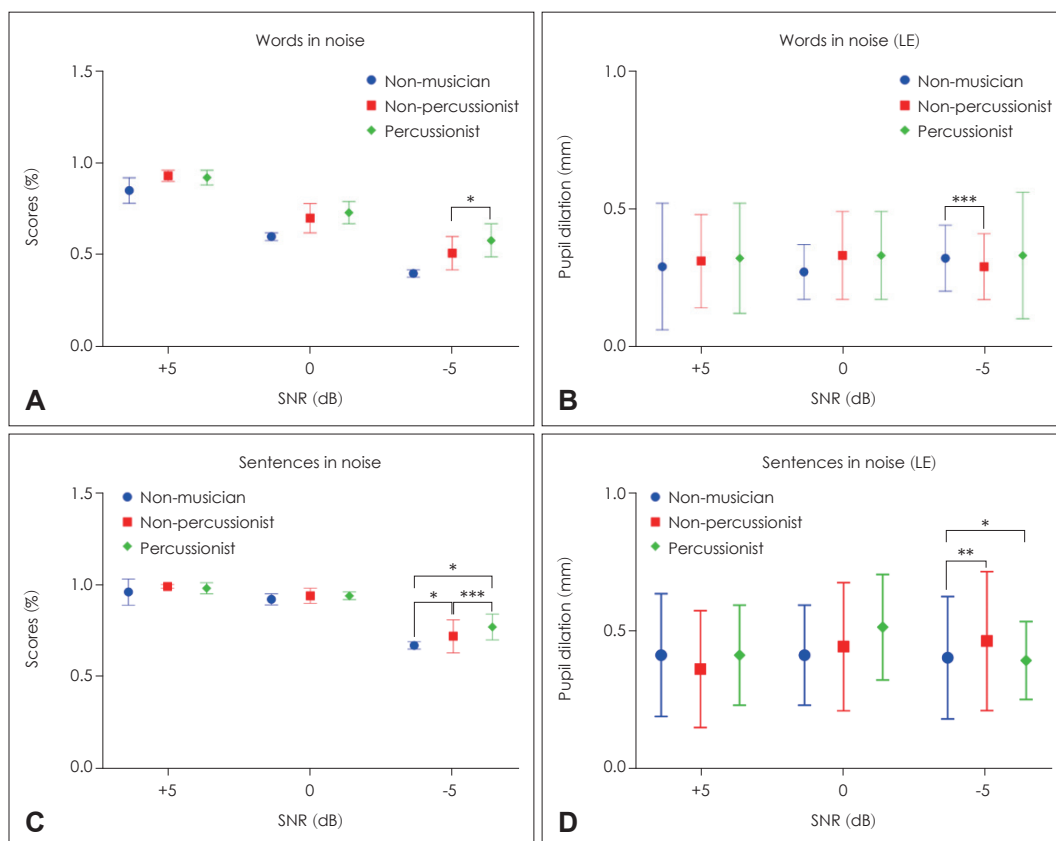 Words in noise
1.5
Non-musician
Non-percussionist
Percussionist
1.0
Scores (%)
*
0.5
0.0
+5
0
-5
SNR (dB)
A
Words in noise (LE)
1.0
Non-musician
Non-percussionist
Percussionist
Pupil dilation (mm)
0.5
***
0.0
+5
0
-5
SNR (dB)
B
Sentences in noise
1.5
Non-musician
Non-percussionist
Percussionist
1.0
Scores (%)
*
*
***
0.5
0.0
+5
0
-5
SNR (dB)
C
Sentences in noise (LE)
1.0
Non-musician
Non-percussionist
Percussionist
*
**
Pupil dilation (mm)
0.5
0.0
+5
0
-5
SNR (dB)
D